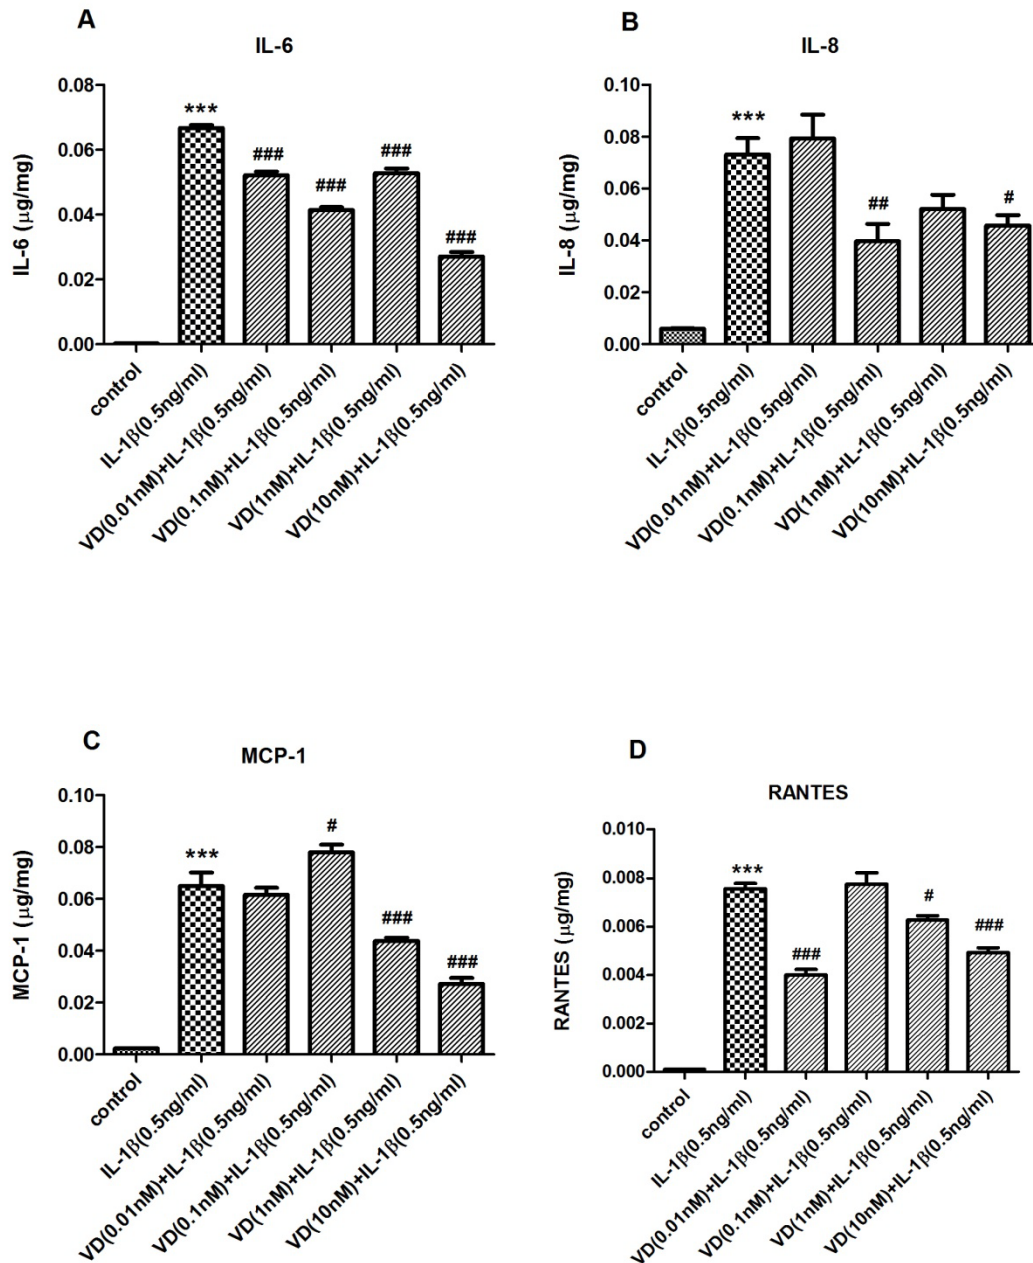 A
IL-6
IL-6 (μg/mg)
0.08
0.06
0.04
0.02
0.00
***
###
###
###
###
control
IL-1β(0.5ng/ml)
VD(0.01nM)+IL-1β(0.5ng/ml)
VD(0.1nM)+IL-1β(0.5ng/ml)
VD(1nM)+IL-1β(0.5ng/ml)
VD(10nM)+IL-1β(0.5ng/ml)
B
IL-8
IL-8 (μg/mg)
0.10
0.08
0.06
0.04
0.02
0.00
***
##
#
control
IL-1β(0.5ng/ml)
VD(0.01nM)+IL-1β(0.5ng/ml)
VD(0.1nM)+IL-1β(0.5ng/ml)
VD(1nM)+IL-1β(0.5ng/ml)
VD(10nM)+IL-1β(0.5ng/ml)
C
MCP-1
MCP-1 (μg/mg)
0.10
0.08
0.06
0.04
0.02
0.00
***
#
###
###
control
IL-1β(0.5ng/ml)
VD(0.01nM)+IL-1β(0.5ng/ml)
VD(0.1nM)+IL-1β(0.5ng/ml)
VD(1nM)+IL-1β(0.5ng/ml)
VD(10nM)+IL-1β(0.5ng/ml)
D
RANTES
RANTES (μg/mg)
0.010
0.008
0.006
0.004
0.002
0.000
***
###
#
###
control
IL-1β(0.5ng/ml)
VD(0.01nM)+IL-1β(0.5ng/ml)
VD(0.1nM)+IL-1β(0.5ng/ml)
VD(1nM)+IL-1β(0.5ng/ml)
VD(10nM)+IL-1β(0.5ng/ml)